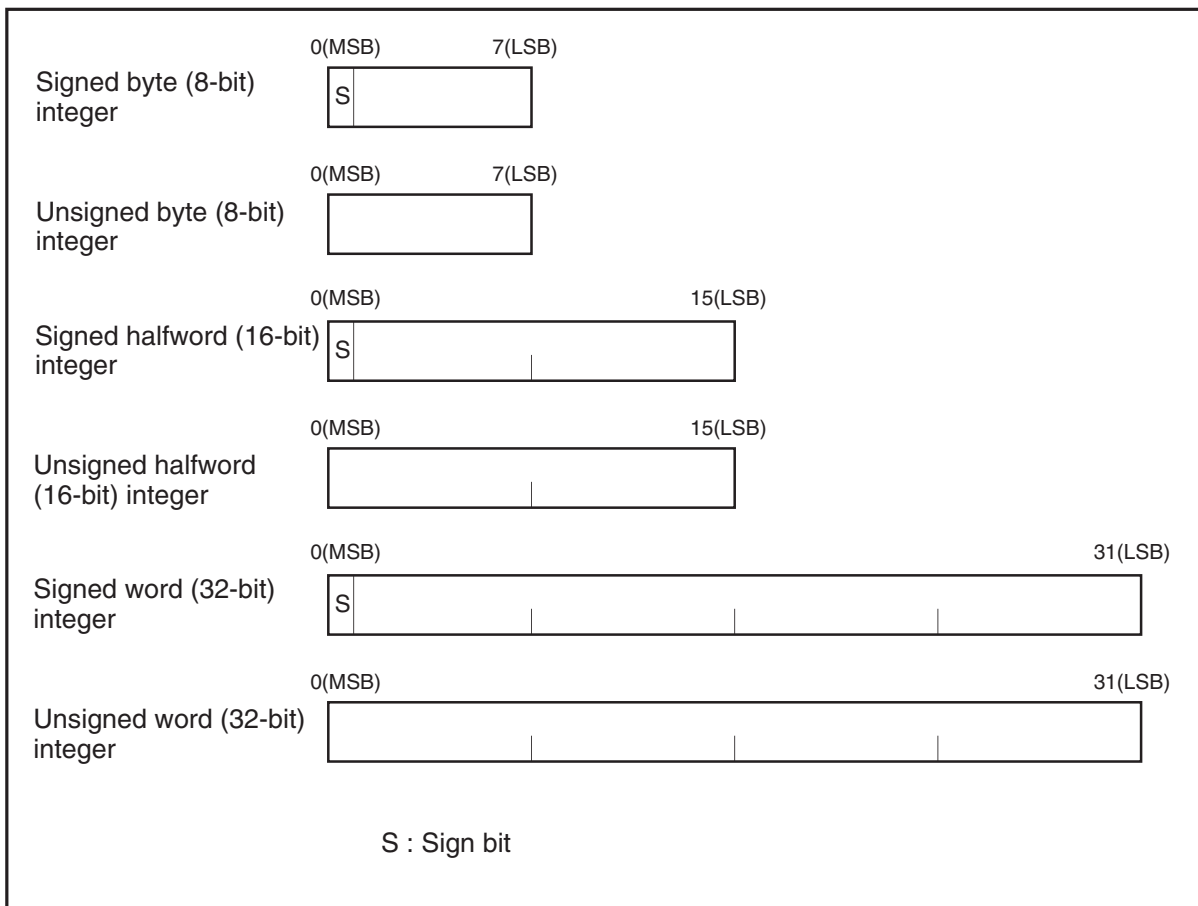 0(MSB) 7(LSB)
Signed byte (8-bit)
integer
S
0(MSB) 7(LSB)
Unsigned byte (8-bit)
integer
0(MSB) 15(LSB)
Signed halfword (16-bit)
integer
S
0(MSB) 15(LSB)
Unsigned halfword
(16-bit) integer
0(MSB) 31(LSB)
Signed word (32-bit)
integer
S
0(MSB) 31(LSB)
Unsigned word (32-bit)
integer
S : Sign bit